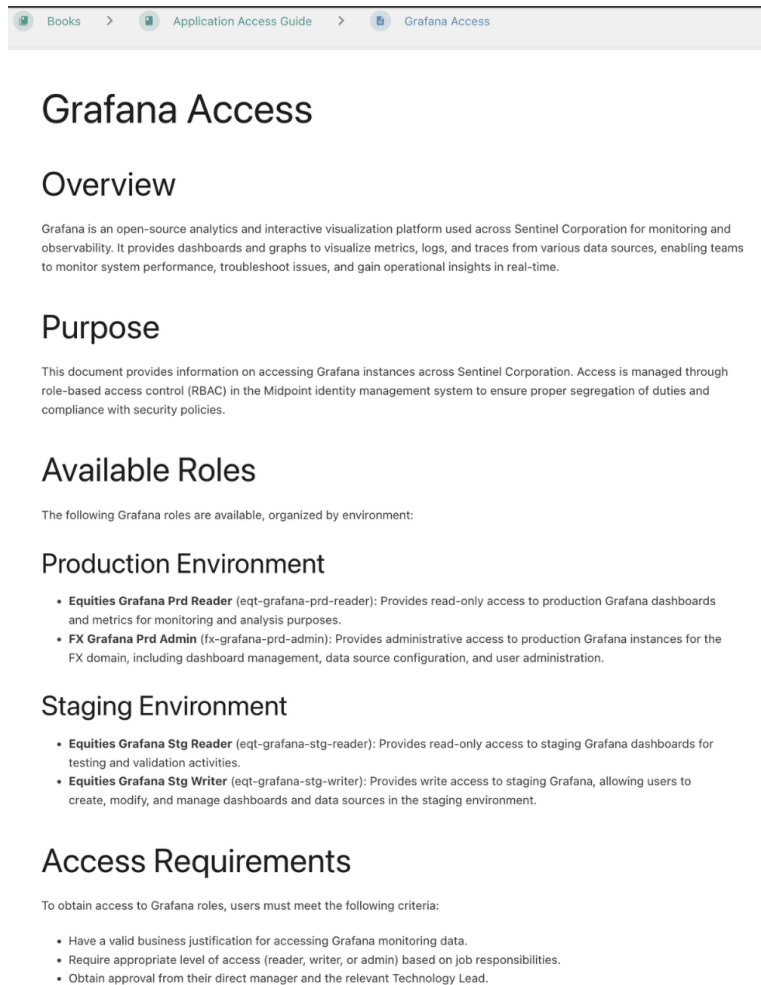 Books > Application Access Guide > Grafana Access
Grafana Access
Overview
Grafana is an open-source analytics and interactive visualization platform used across Sentinel Corporation for monitoring and
observability. It provides dashboards and graphs to visualize metrics, logs, and traces from various data sources, enabling teams
to monitor system performance, troubleshoot issues, and gain operational insights in real-time.
Purpose
This document provides information on accessing Grafana instances across Sentinel Corporation. Access is managed through
role-based access control (RBAC) in the Midpoint identity management system to ensure proper segregation of duties and
compliance with security policies.
Available Roles
The following Grafana roles are available, organized by environment:
Production Environment
• Equities Grafana Prd Reader (eqt-grafana-prd-reader): Provides read-only access to production Grafana dashboards
and metrics for monitoring and analysis purposes.
• FX Grafana Prd Admin (fx-grafana-prd-admin): Provides administrative access to production Grafana instances for the
FX domain, including dashboard management, data source configuration, and user administration.
Staging Environment
• Equities Grafana Stg Reader (eqt-grafana-stg-reader): Provides read-only access to staging Grafana dashboards for
testing and validation activities.
• Equities Grafana Stg Writer (eqt-grafana-stg-writer): Provides write access to staging Grafana, allowing users to
create, modify, and manage dashboards and data sources in the staging environment.
Access Requirements
To obtain access to Grafana roles, users must meet the following criteria:
• Have a valid business justification for accessing Grafana monitoring data.
• Require appropriate level of access (reader, writer, or admin) based on job responsibilities.
• Obtain approval from their direct manager and the relevant Technology Lead.